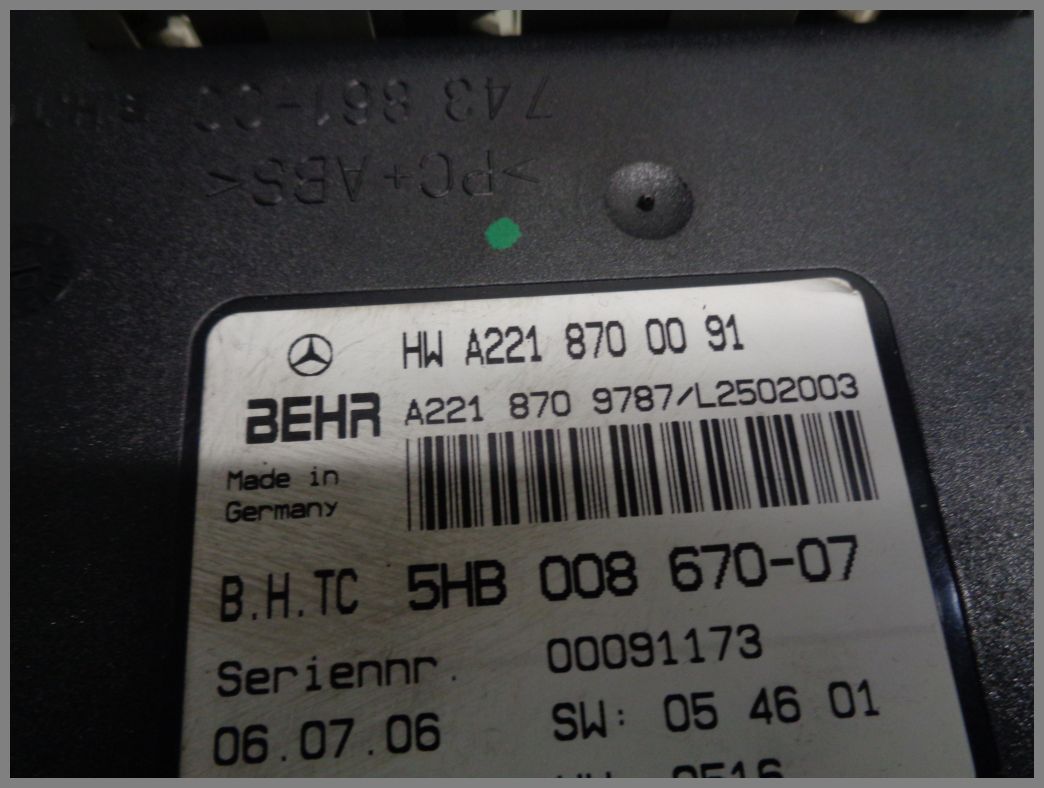 743 861-00
>PC+ABS<
HW A221 870 00 91
BEHR
A221 870 9787/L2502003
Made in
Germany
B.H.TC 5HB 008 670-07
Seriennr. 00091173
06.07.06 SW: 05 46 01